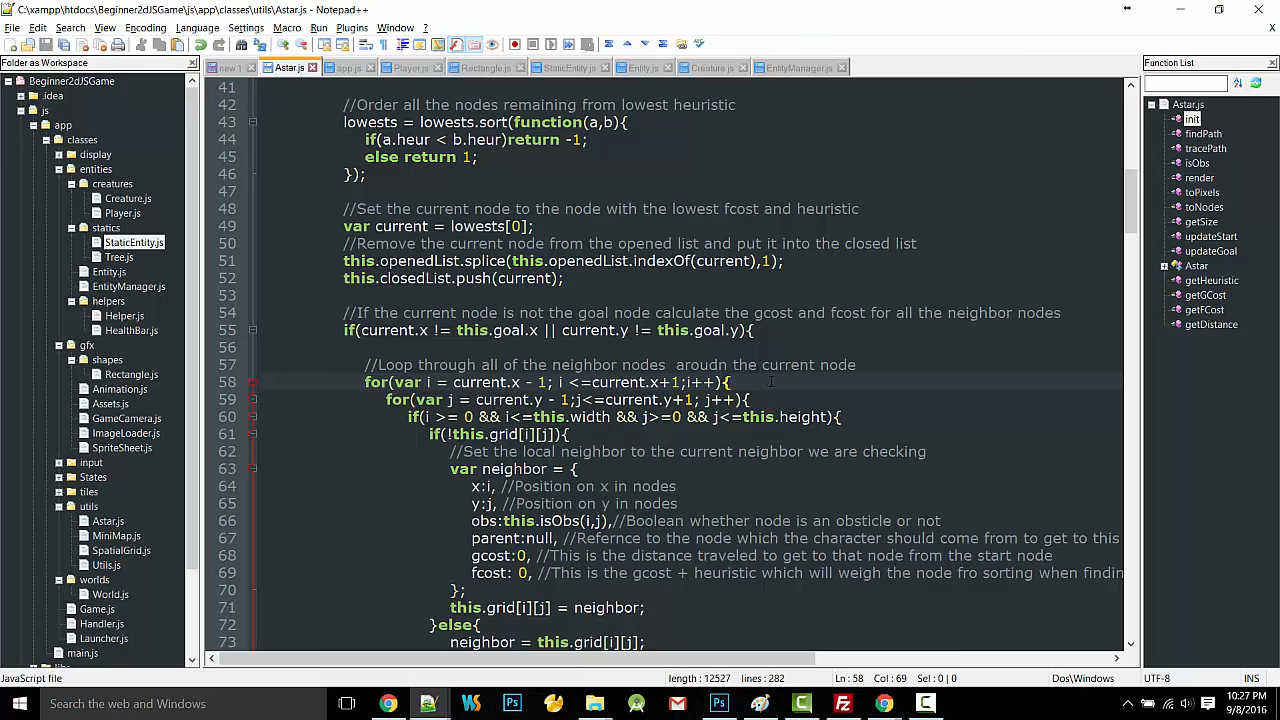 C:\xampp\htdocs\Beginner2dJSGame\js\app\classes\utils\Astar.js - Notepad++
File Edit Search View Encoding Language Settings Macro Run Plugins Window ? X
Folder as Workspace
new 1 Astar.js app.js Player.js Rectangle.js StaticEntity.js Entity.js Creature.js EntityManager.js
Function List
Beginner2dJSGame
.idea
js
app
classes
display
entities
creatures
Creature.js
Player.js
statics
StaticEntity.js
Tree.js
Entity.js
EntityManager.js
helpers
Helper.js
HealthBar.js
gfx
shapes
Rectangle.js
Animation.js
GameCamera.js
ImageLoader.js
SpriteSheet.js
input
States
tiles
utils
Astar.js
MiniMap.js
SpatialGrid.js
Utils.js
worlds
World.js
Game.js
Handler.js
Launcher.js
main.js
41
42 //Order all the nodes remaining from lowest heuristic
43 lowests = lowests.sort(function(a,b){
44 if(a.heur < b.heur)return -1;
45 else return 1;
46 });
47
48 //Set the current node to the node with the lowest fcost and heuristic
49 var current = lowests[0];
50 //Remove the current node from the opened list and put it into the closed list
51 this.openedList.splice(this.openedList.indexOf(current),1);
52 this.closedList.push(current);
53
54 //If the current node is not the goal node calculate the gcost and fcost for all the neighbor nodes
55 if(current.x != this.goal.x || current.y != this.goal.y){
56
57 //Loop through all of the neighbor nodes  aroudn the current node
58 for(var i = current.x - 1; i <=current.x+1;i++){
59 for(var j = current.y - 1;j<=current.y+1; j++){
60 if(i >= 0 && i<=this.width && j>=0 && j<=this.height){
61 if(!this.grid[i][j]){
62 //Set the local neighbor to the current neighbor we are checking
63 var neighbor = {
64 x:i, //Position on x in nodes
65 y:j, //Position on y in nodes
66 obs:this.isObs(i,j),//Boolean whether node is an obsticle or not
67 parent:null, //Refernce to the node which the character should come from to get to this
68 gcost:0, //This is the distance traveled to get to that node from the start node
69 fcost: 0, //This is the gcost + heuristic which will weigh the node fro sorting when findin
70 };
71 this.grid[i][j] = neighbor;
72 }else{
73 neighbor = this.grid[i][j];
Astar.js
init
findPath
tracePath
isObs
render
toPixels
toNodes
getSize
updateStart
updateGoal
Astar
getHeuristic
getGCost
getFCost
getDistance
JavaScript file length : 12527 lines : 282 Ln : 58 Col : 69 Sel : 0 | 0 Dos\Windows UTF-8 INS
Search the web and Windows
10:27 PM
9/8/2016